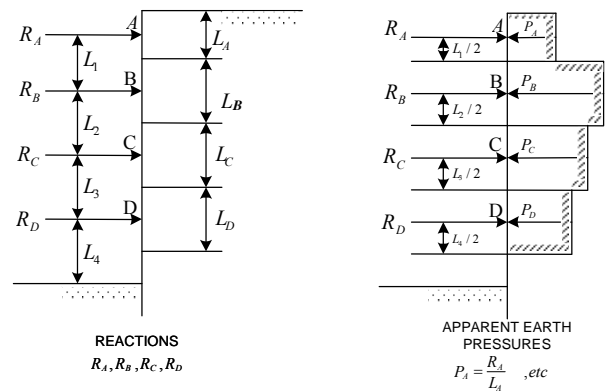 A
R_A
L_1
L_A
R_B
B
L_2
L_B
R_C
C
L_3
L_C
R_D
D
L_4
L_D
REACTIONS
R_A, R_B, R_C, R_D
A
R_A
P_A
L_1 / 2
R_B
B
P_B
L_2 / 2
R_C
C
P_C
L_3 / 2
R_D
D
P_D
L_4 / 2
APPARENT EARTH
PRESSURES
P_A = R_A / L_A , etc